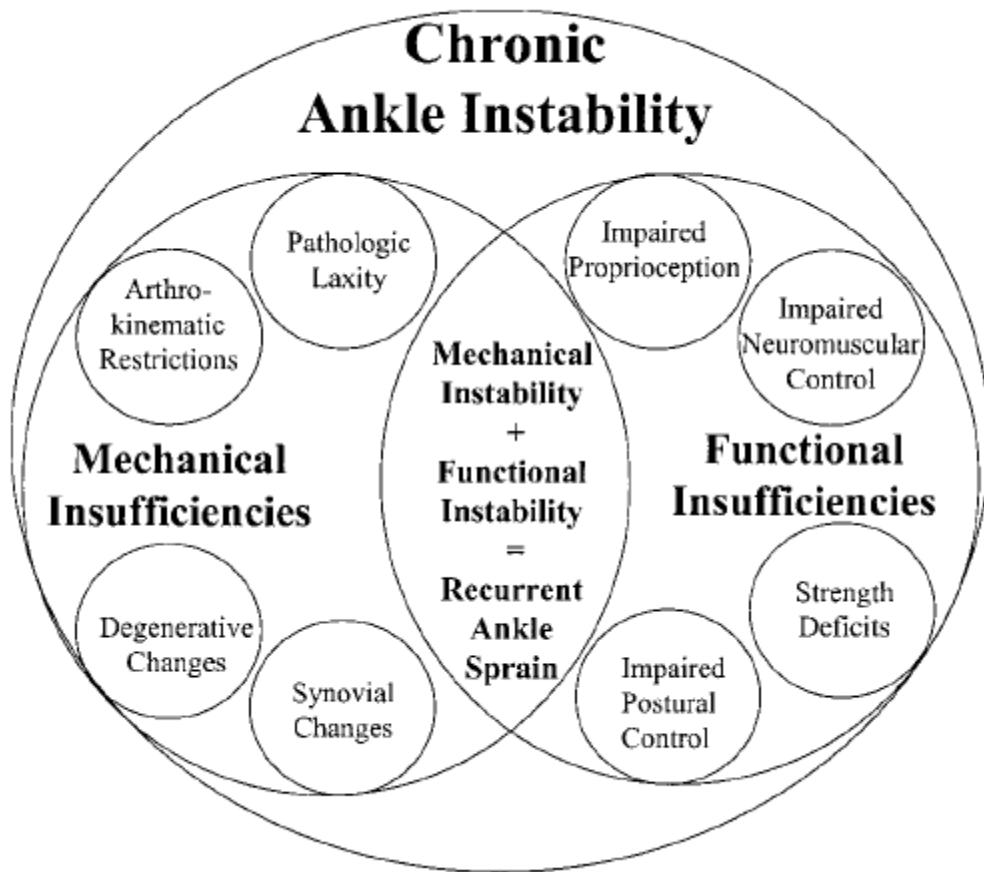 Chronic
Ankle Instability
Pathologic
Laxity
Arthro-
kinematic
Restrictions
Mechanical
Insufficiencies
Degenerative
Changes
Synovial
Changes
Mechanical
Instability
+
Functional
Instability
=
Recurrent
Ankle
Sprain
Impaired
Proprioception
Impaired
Neuromuscular
Control
Functional
Insufficiencies
Strength
Deficits
Impaired
Postural
Control